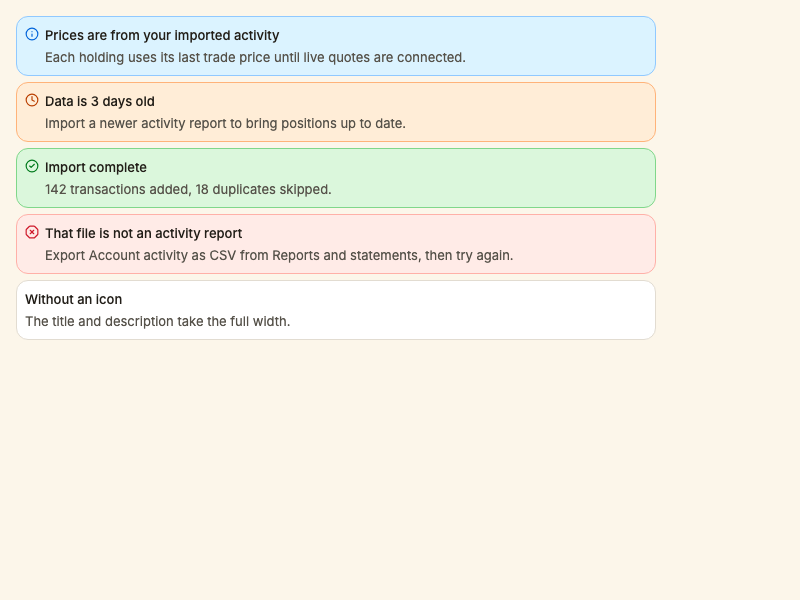 Prices are from your imported activity
Each holding uses its last trade price until live quotes are connected.
Data is 3 days old
Import a newer activity report to bring positions up to date.
Import complete
142 transactions added, 18 duplicates skipped.
That file is not an activity report
Export Account activity as CSV from Reports and statements, then try again.
Without an icon
The title and description take the full width.